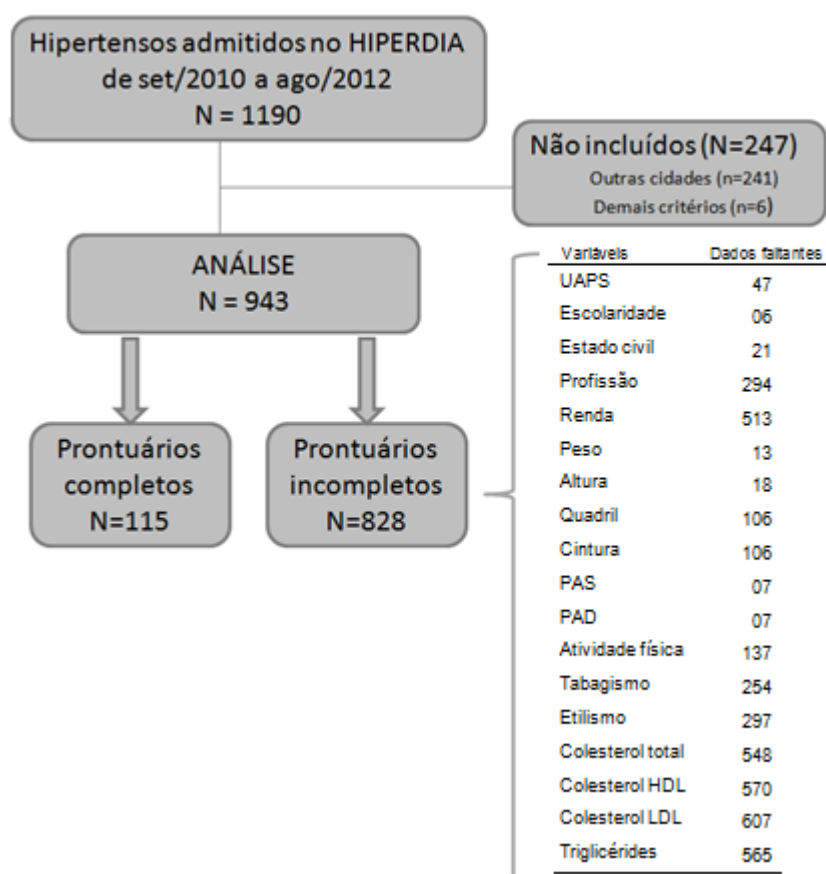 Hipertensos admitidos no HIPERDIA
de set/2010 a ago/2012
N = 1190
Não incluídos (N=247)
Outras cidades (n=241)
Demais critérios (n=6)
ANÁLISE
N = 943
Prontuários
completos
N=115
Prontuários
incompletos
N=828
Variáveis Dados faltantes
UAPS 47
Escolaridade 06
Estado civil 21
Profissão 294
Renda 513
Peso 13
Altura 18
Quadril 106
Cintura 106
PAS 07
PAD 07
Atividade física 137
Tabagismo 254
Etilismo 297
Colesterol total 548
Colesterol HDL 570
Colesterol LDL 607
Triglicérides 565